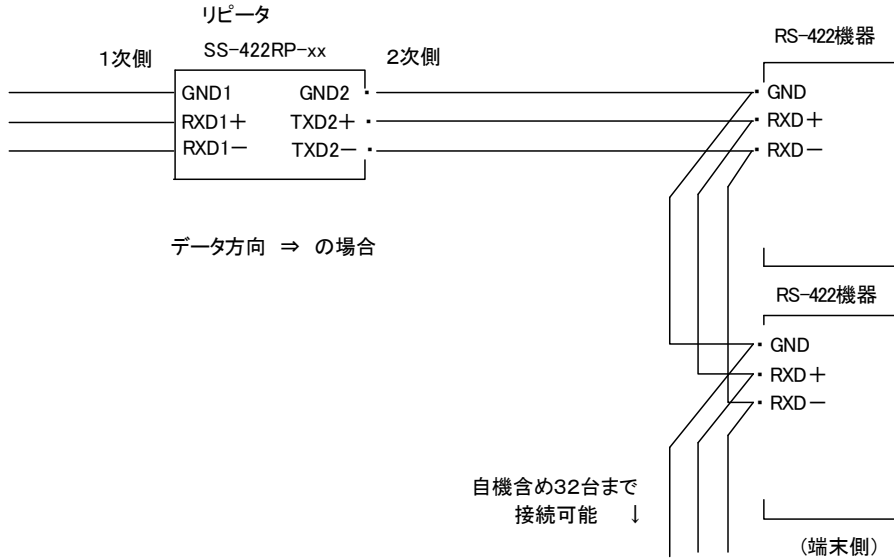 リピータ
SS-422RP-xx
1次側
2次側
GND1 GND2
RXD1+ TXD2+
RXD1- TXD2-
データ方向 ⇒ の場合
RS-422機器
GND
RXD+
RXD-
RS-422機器
GND
RXD+
RXD-
自機含め32台まで
接続可能 ↓
(端末側)